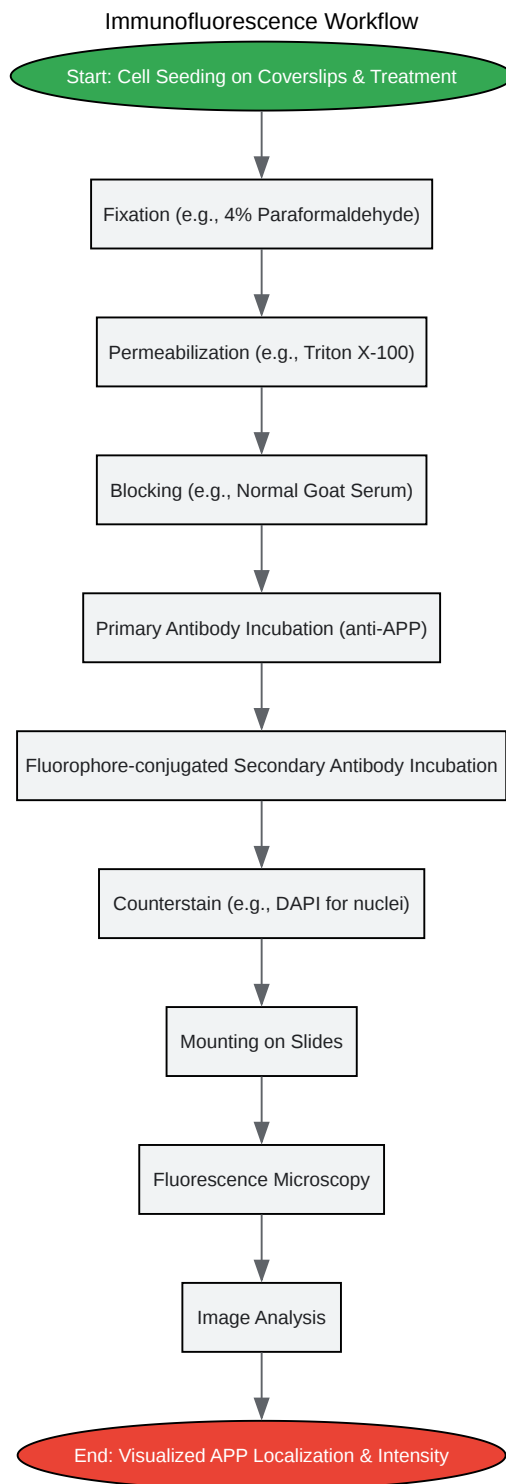 Immunofluorescence Workflow
Start: Cell Seeding on Coverslips & Treatment
Fixation (e.g., 4% Paraformaldehyde)
Permeabilization (e.g., Triton X-100)
Blocking (e.g., Normal Goat Serum)
Primary Antibody Incubation (anti-APP)
Fluorophore-conjugated Secondary Antibody Incubation
Counterstain (e.g., DAPI for nuclei)
Mounting on Slides
Fluorescence Microscopy
Image Analysis
End: Visualized APP Localization & Intensity